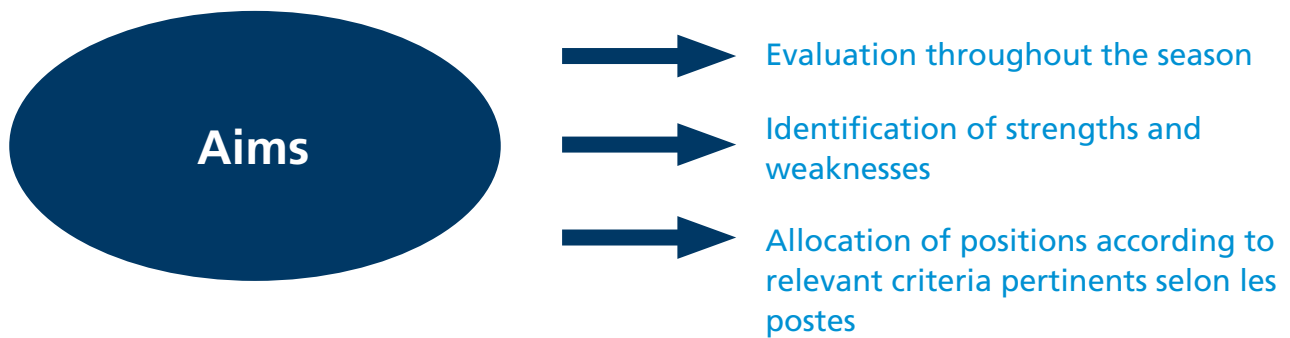 Aims
Evaluation throughout the season
Identification of strengths and
weaknesses
Allocation of positions according to
relevant criteria pertinents selon les
postes